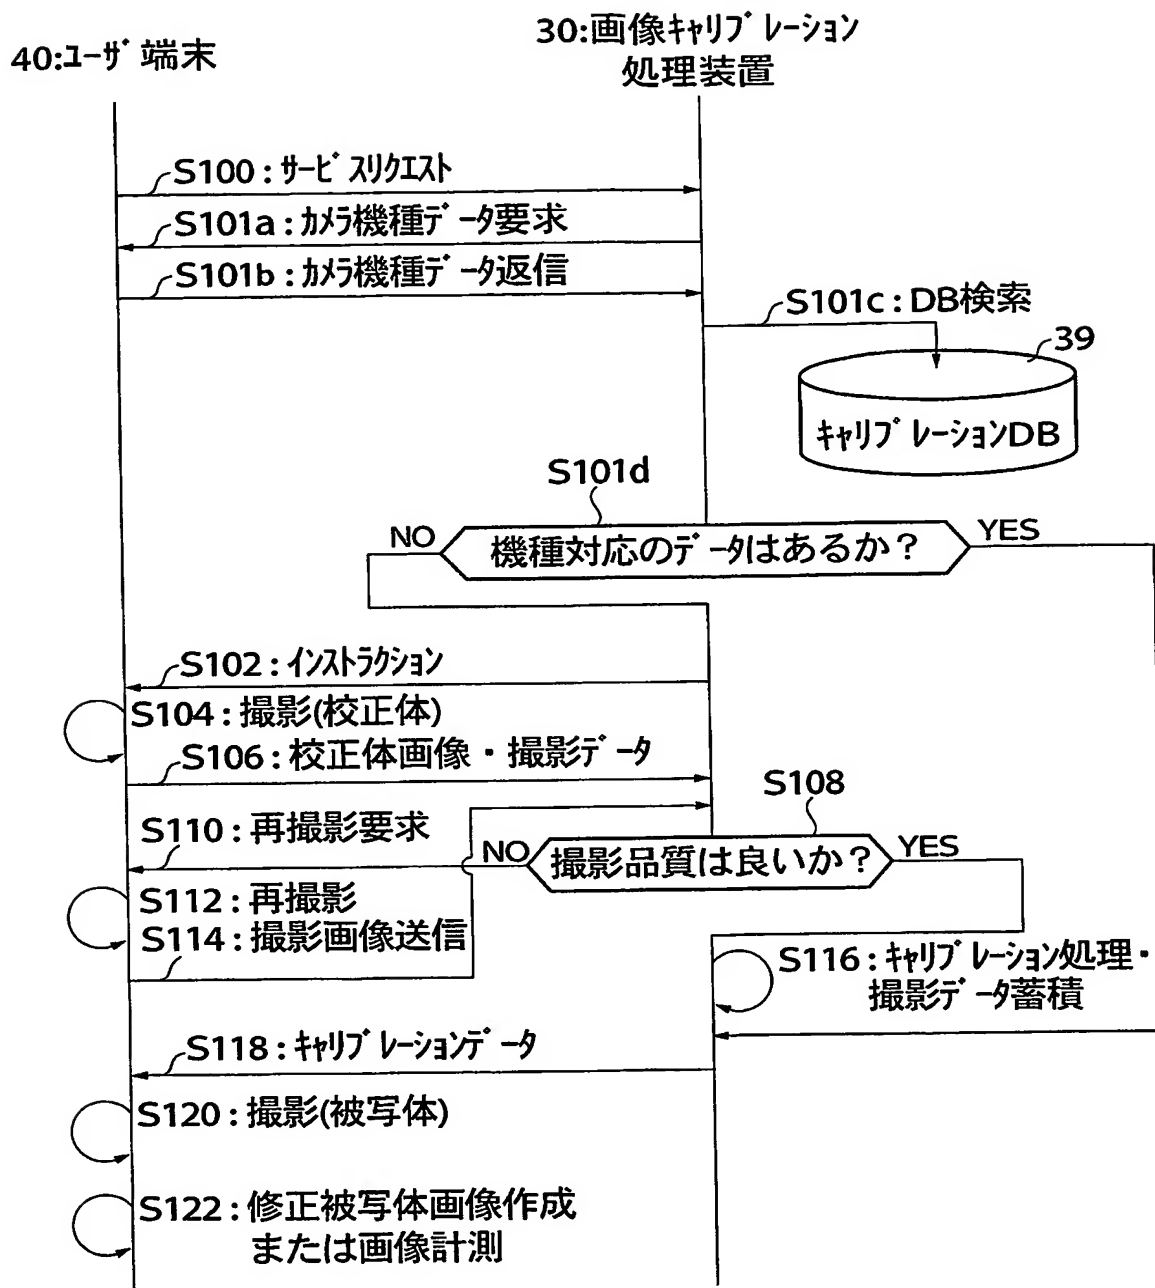 40:ユーザ端末
30:画像キャリブレーション
処理装置
S100:サービスリクエスト
S101a:カメラ機種データ要求
S101b:カメラ機種データ返信
S101c:DB検索
39
キャリブレーションDB
S101d
NO
機種対応のデータはあるか?
YES
S102:インストラクション
S104:撮影(校正体)
S106:校正体画像・撮影データ
S108
S110:再撮影要求
NO
撮影品質は良いか?
YES
S112:再撮影
S114:撮影画像送信
S116:キャリブレーション処理・
撮影データ蓄積
S118:キャリブレーションデータ
S120:撮影(被写体)
S122:修正被写体画像作成
または画像計測